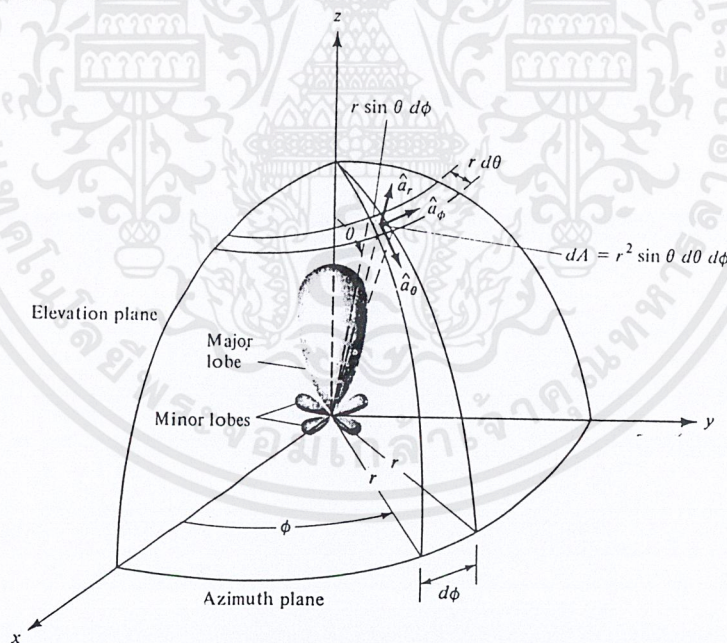 z
r sin θ dϕ
r dθ
â_r
â_ϕ
θ
dA = r² sin θ dθ dϕ
â_θ
Elevation plane
Major
lobe
Minor lobes
y
r
r
ϕ
dϕ
Azimuth plane
x